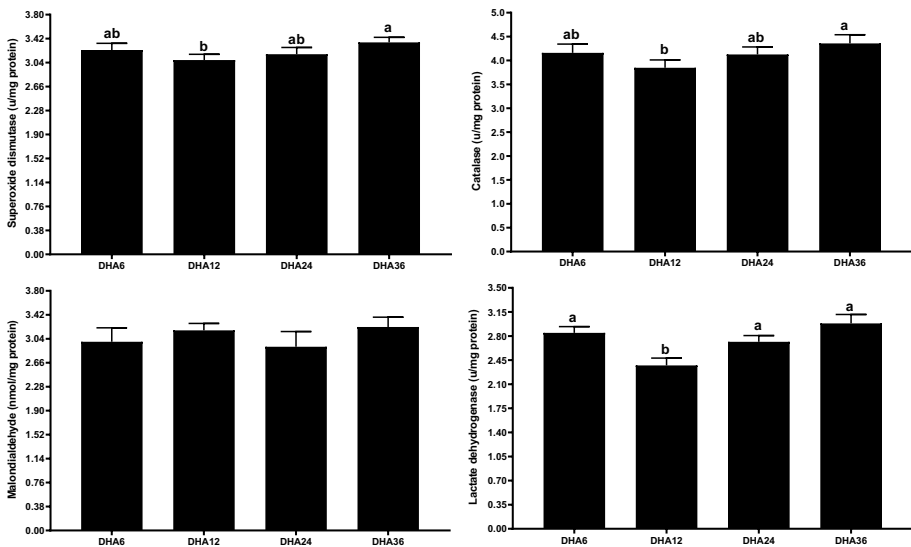 Superoxide dismutase (u/mg protein)
3.80
3.42
3.04
2.66
2.28
1.90
1.52
1.14
0.76
0.38
0.00
ab
b
ab
a
DHA6 DHA12 DHA24 DHA36
Catalase (u/mg protein)
5.0
4.5
4.0
3.5
3.0
2.5
2.0
1.5
1.0
0.5
0.0
ab
b
ab
a
DHA6 DHA12 DHA24 DHA36
Malondialdehyde (nmol/mg protein)
3.80
3.42
3.04
2.66
2.28
1.90
1.52
1.14
0.76
0.38
0.00
DHA6 DHA12 DHA24 DHA36
Lactate dehydrogenase (u/mg protein)
3.50
3.15
2.80
2.45
2.10
1.75
1.40
1.05
0.70
0.35
0.00
a
b
a
a
DHA6 DHA12 DHA24 DHA36